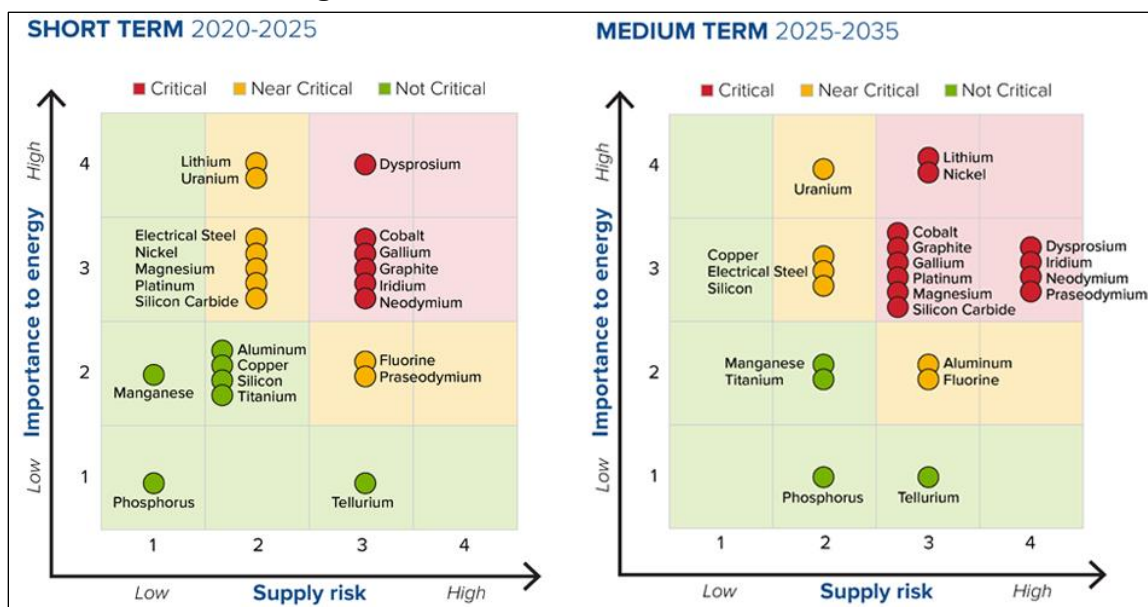 SHORT TERM 2020-2025
Critical
Near Critical
Not Critical
Importance to energy
High
Low
4
3
2
1
Lithium
Uranium
Dysprosium
Electrical Steel
Nickel
Magnesium
Platinum
Silicon Carbide
Cobalt
Gallium
Graphite
Iridium
Neodymium
Manganese
Aluminum
Copper
Silicon
Titanium
Fluorine
Praseodymium
Phosphorus
Tellurium
1
2
3
4
Low
Supply risk
High
MEDIUM TERM 2025-2035
Critical
Near Critical
Not Critical
Importance to energy
High
Low
4
3
2
1
Uranium
Lithium
Nickel
Copper
Electrical Steel
Silicon
Cobalt
Graphite
Gallium
Platinum
Magnesium
Silicon Carbide
Dysprosium
Iridium
Neodymium
Praseodymium
Manganese
Titanium
Aluminum
Fluorine
Phosphorus
Tellurium
1
2
3
4
Low
Supply risk
High